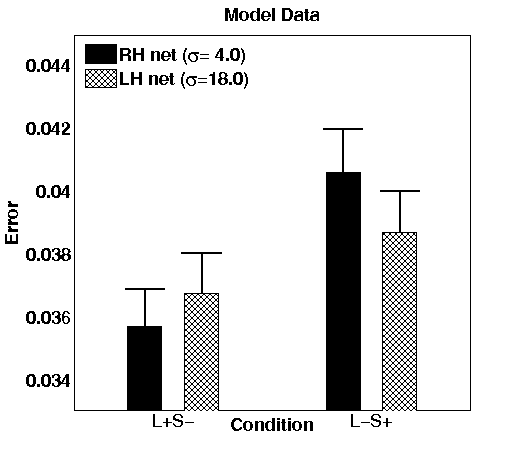 Model Data
RH net (σ= 4.0)
LH net (σ=18.0)
0.044
0.042
0.04
0.038
0.036
0.034
Error
L+S−
L−S+
Condition